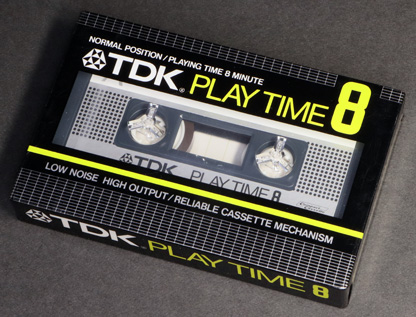 NORMAL POSITION/PLAYING TIME 8 MINUTE
TDK® PLAY TIME 8
TDK PLAY TIME 8
LOW NOISE HIGH OUTPUT/RELIABLE CASSETTE MECHANISM
TDK PLAY TIME 8